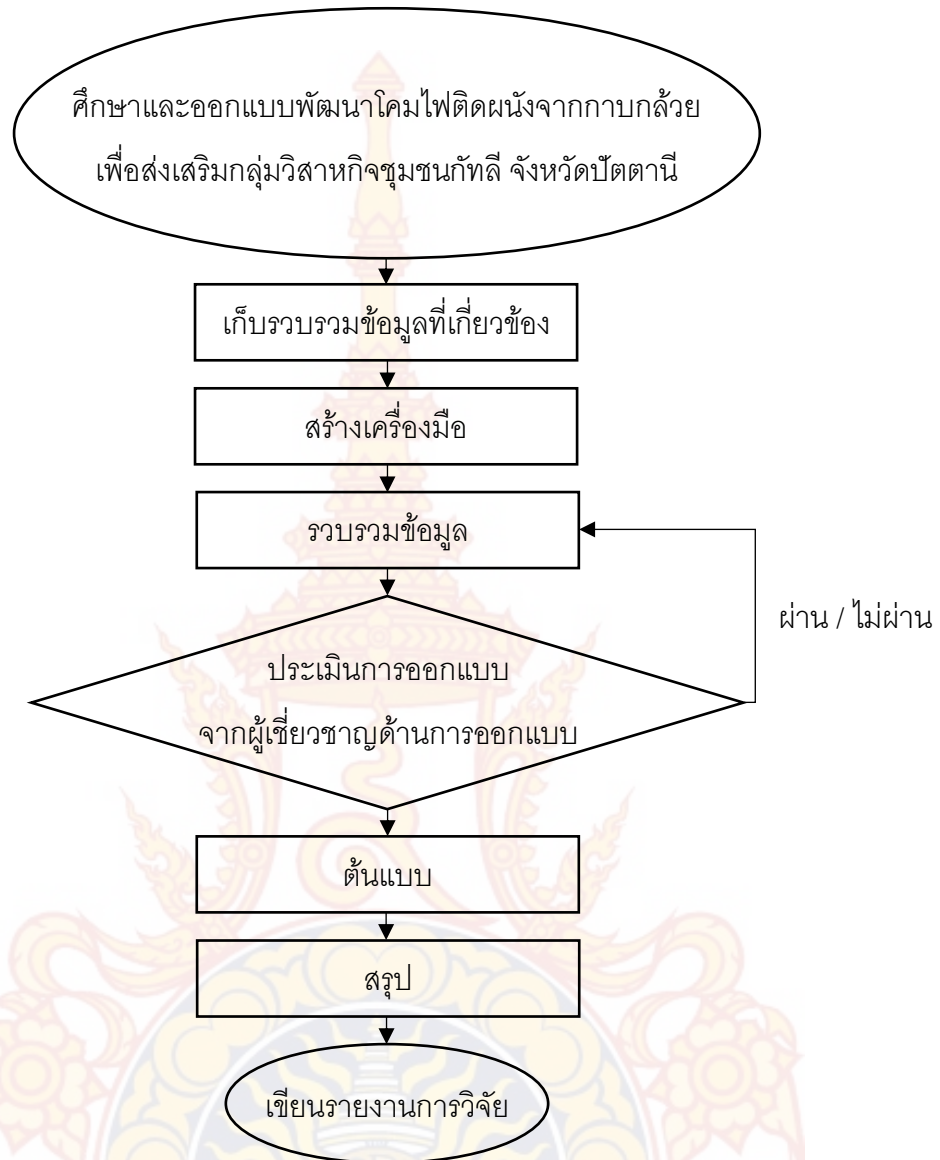 ศึกษาและออกแบบพัฒนาโคมไฟติดผนังจากกาบกล้วย
เพื่อส่งเสริมกลุ่มวิสาหกิจชุมชนกัทลี จังหวัดปัตตานี
เก็บรวบรวมข้อมูลที่เกี่ยวข้อง
สร้างเครื่องมือ
รวบรวมข้อมูล
ผ่าน / ไม่ผ่าน
ประเมินการออกแบบ
จากผู้เชี่ยวชาญด้านการออกแบบ
ต้นแบบ
สรุป
เขียนรายงานการวิจัย